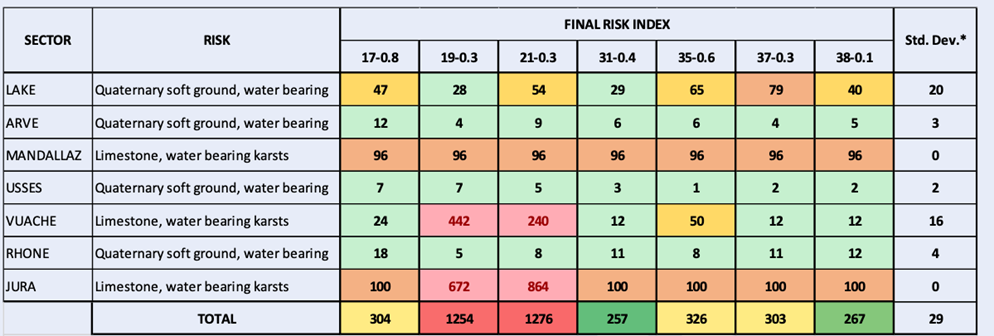 SECTOR RISK FINAL RISK INDEX Std. Dev.*
17-0.8 19-0.3 21-0.3 31-0.4 35-0.6 37-0.3 38-0.1
LAKE Quaternary soft ground, water bearing 47 28 54 29 65 79 40 20
ARVE Quaternary soft ground, water bearing 12 4 9 6 6 4 5 3
MANDALLAZ Limestone, water bearing karsts 96 96 96 96 96 96 96 0
USSES Quaternary soft ground, water bearing 7 7 5 3 1 2 2 2
VUACHE Limestone, water bearing karsts 24 442 240 12 50 12 12 16
RHONE Quaternary soft ground, water bearing 18 5 8 11 8 11 12 4
JURA Limestone, water bearing karsts 100 672 864 100 100 100 100 0
TOTAL 304 1254 1276 257 326 303 267 29